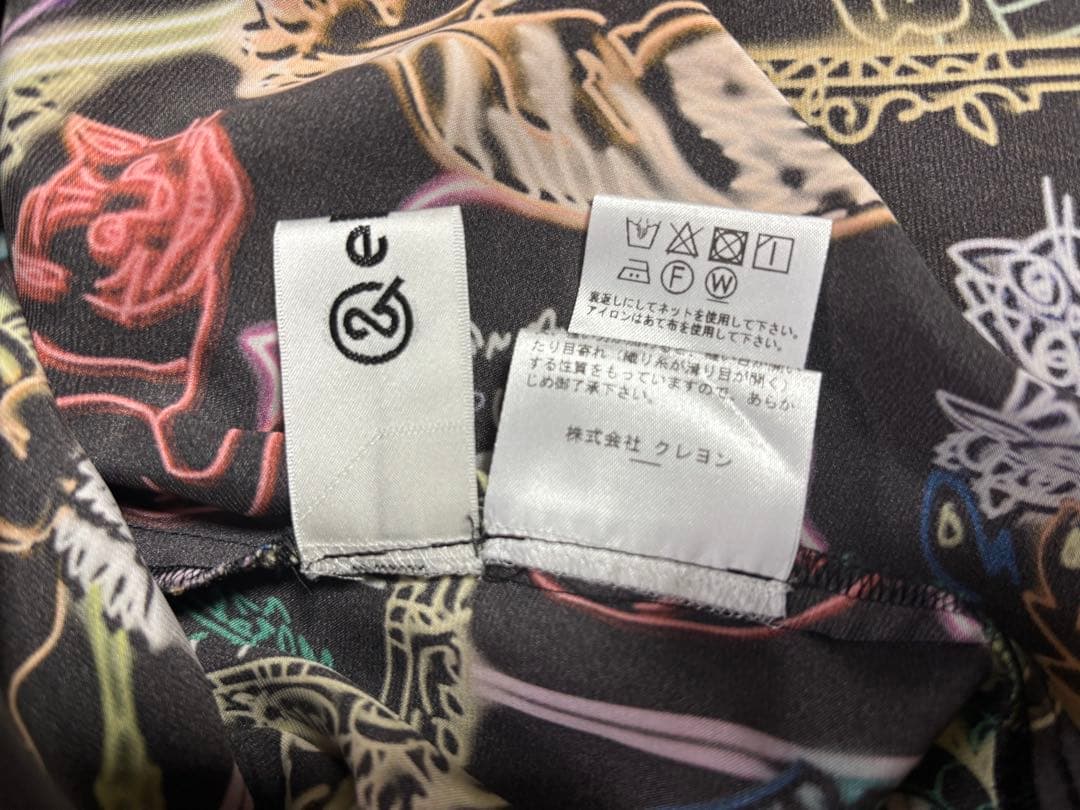 e
F W
裏返しにしてネットを使用して下さい。
アイロンはあて布を使用して下さい。
たり目寄れ（織り糸が滑り目が開く）
する性質をもっていますので、あらか
じめ御了承下さい。
株式会社 クレヨン